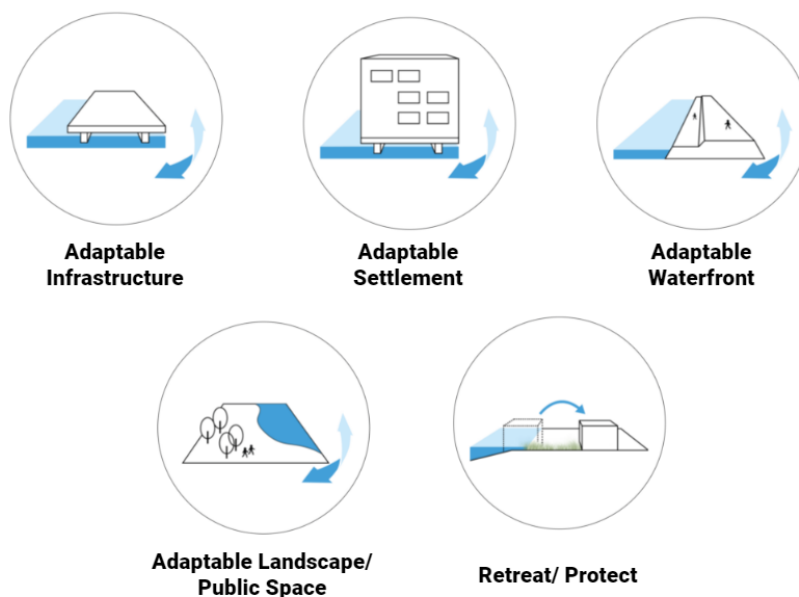 Adaptable
Infrastructure
Adaptable
Settlement
Adaptable
Waterfront
Adaptable Landscape/
Public Space
Retreat/ Protect